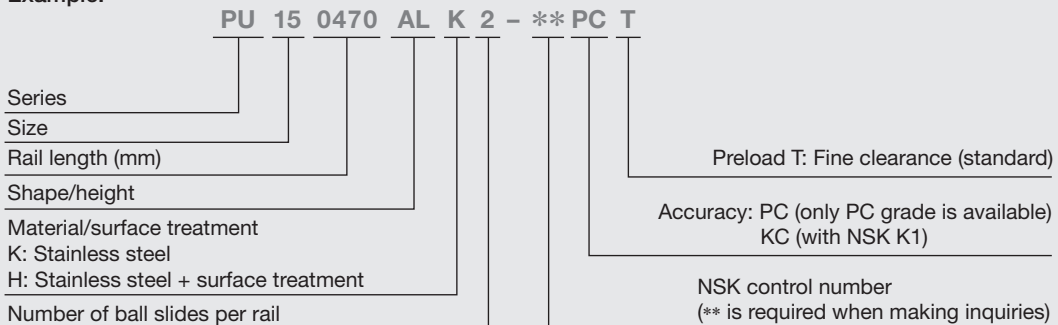 Example:
PU 15 0470 AL K 2 – ** PC T
Series
Size
Rail length (mm)
Shape/height
Material/surface treatment
K: Stainless steel
H: Stainless steel + surface treatment
Number of ball slides per rail
Preload T: Fine clearance (standard)
Accuracy: PC (only PC grade is available)
KC (with NSK K1)
NSK control number
(** is required when making inquiries)